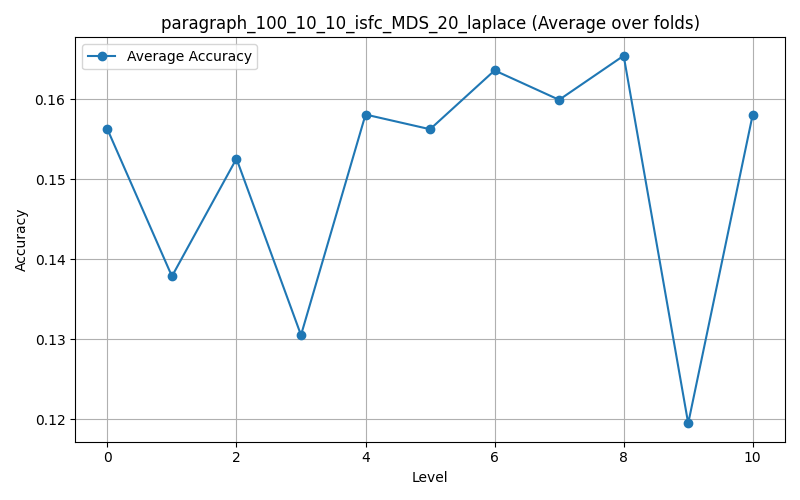 paragraph_100_10_10_isfc_MDS_20_laplace (Average over folds)
Average Accuracy
0.16
0.15
0.14
0.13
0.12
Accuracy
0 2 4 6 8 10
Level